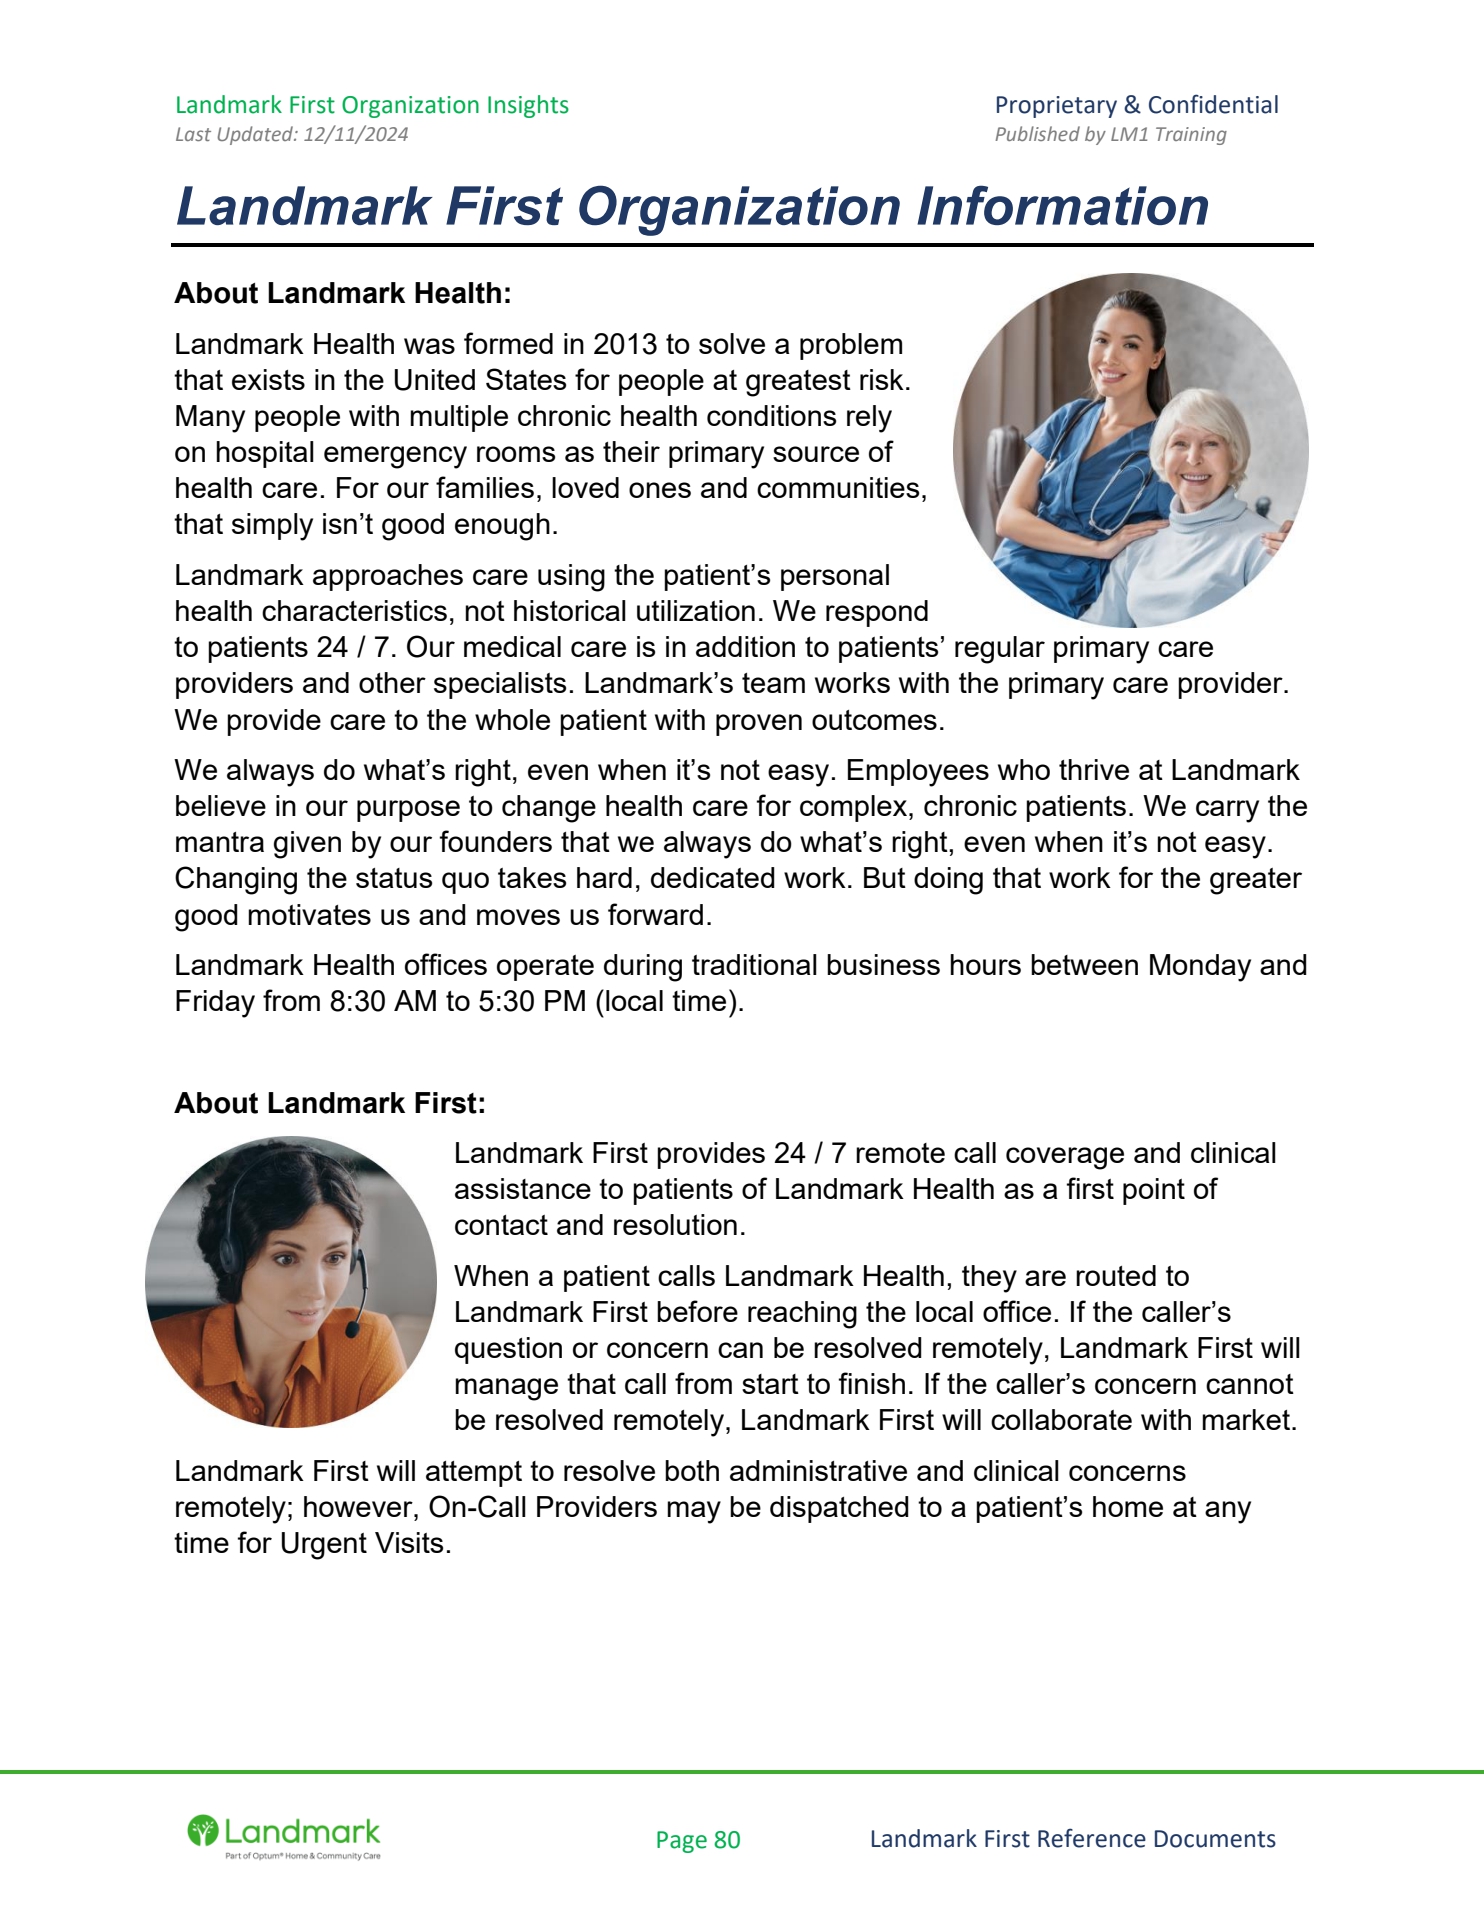 Landmark First Organization Insights
Proprietary & Confidential
Last Updated: 12/11/2024
Published by LM1 Training
Landmark First Organization Information
About Landmark Health:
Landmark Health was formed in 2013 to solve a problem
that exists in the United States for people at greatest risk.
Many people with multiple chronic health conditions rely
on hospital emergency rooms as their primary source of
health care. For our families, loved ones and communities,
that simply isn’t good enough.
Landmark approaches care using the patient’s personal
health characteristics, not historical utilization. We respond
to patients 24 / 7. Our medical care is in addition to patients’ regular primary care
providers and other specialists. Landmark’s team works with the primary care provider.
We provide care to the whole patient with proven outcomes.
We always do what’s right, even when it’s not easy. Employees who thrive at Landmark
believe in our purpose to change health care for complex, chronic patients. We carry the
mantra given by our founders that we always do what’s right, even when it’s not easy.
Changing the status quo takes hard, dedicated work. But doing that work for the greater
good motivates us and moves us forward.
Landmark Health offices operate during traditional business hours between Monday and
Friday from 8:30 AM to 5:30 PM (local time).
About Landmark First:
Landmark First provides 24 / 7 remote call coverage and clinical
assistance to patients of Landmark Health as a first point of
contact and resolution.
When a patient calls Landmark Health, they are routed to
Landmark First before reaching the local office. If the caller’s
question or concern can be resolved remotely, Landmark First will
manage that call from start to finish. If the caller’s concern cannot
be resolved remotely, Landmark First will collaborate with market.
Landmark First will attempt to resolve both administrative and clinical concerns
remotely; however, On-Call Providers may be dispatched to a patient’s home at any
time for Urgent Visits.
Landmark
Part of Optum® Home & Community Care
Page 80
Landmark First Reference Documents